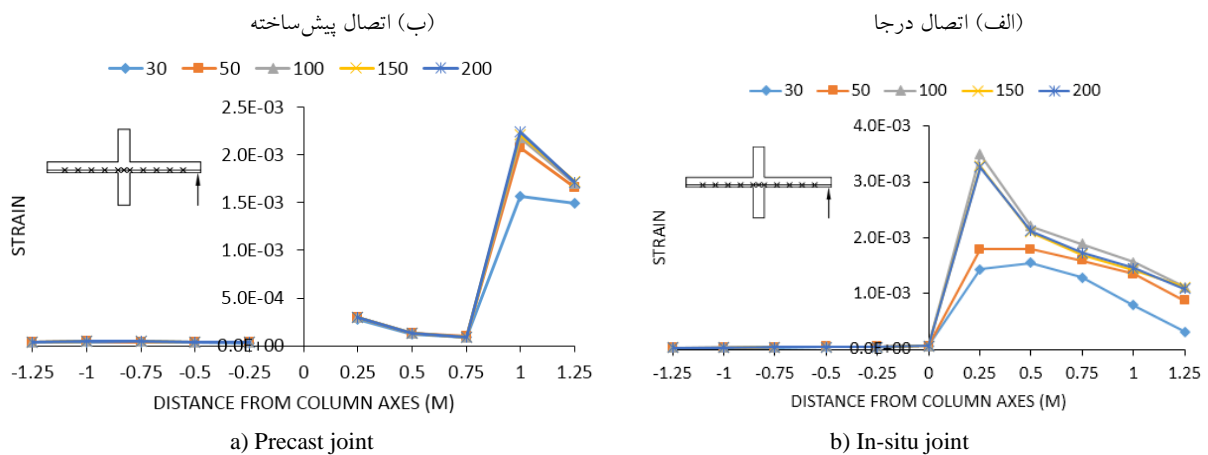 (ب) اتصال پیش‌ساخته
30 50 100 150 200
STRAIN
2.5E-03
2.0E-03
1.5E-03
1.0E-03
5.0E-04
0.0E+00
-1.25 -1 -0.75 -0.5 -0.25 0.25 0.5 0.75 1 1.25
DISTANCE FROM COLUMN AXES (M)
a) Precast joint
(الف) اتصال درجا
30 50 100 150 200
STRAIN
4.0E-03
3.0E-03
2.0E-03
1.0E-03
0.0E+00
-1.25 -1 -0.75 -0.5 -0.25 0 0.25 0.5 0.75 1 1.25
DISTANCE FROM COLUMN AXES (M)
b) In-situ joint